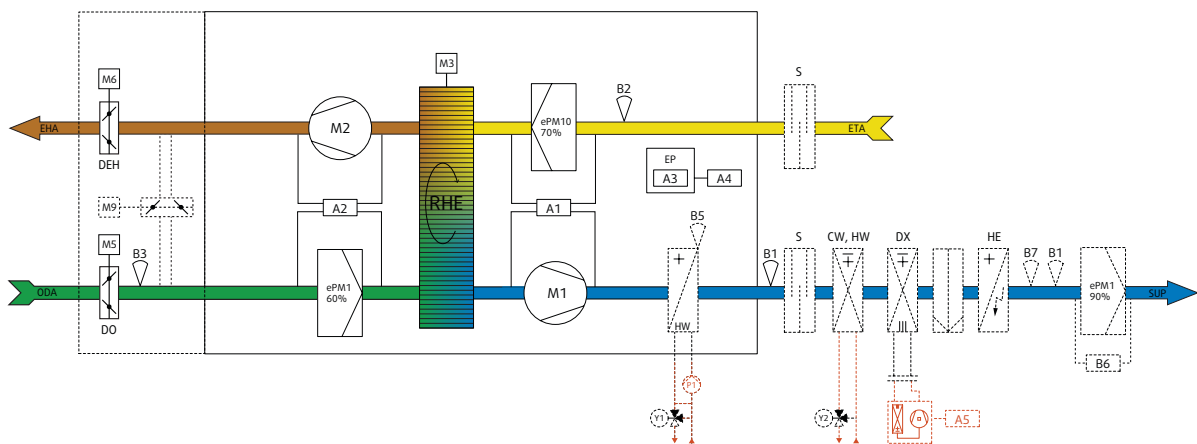 M6
M3
S
B2
EHA
M2
ePM10
70%
ETA
DEH
EP
A3
A4
M9
A2
RHE
A1
M5
B3
B5
B1
S
CW, HW
DX
HE
B7
B1
ODA
ePM1
60%
M1
ePM1
90%
SUP
DO
HW
B6
P1
Y1
Y2
A5